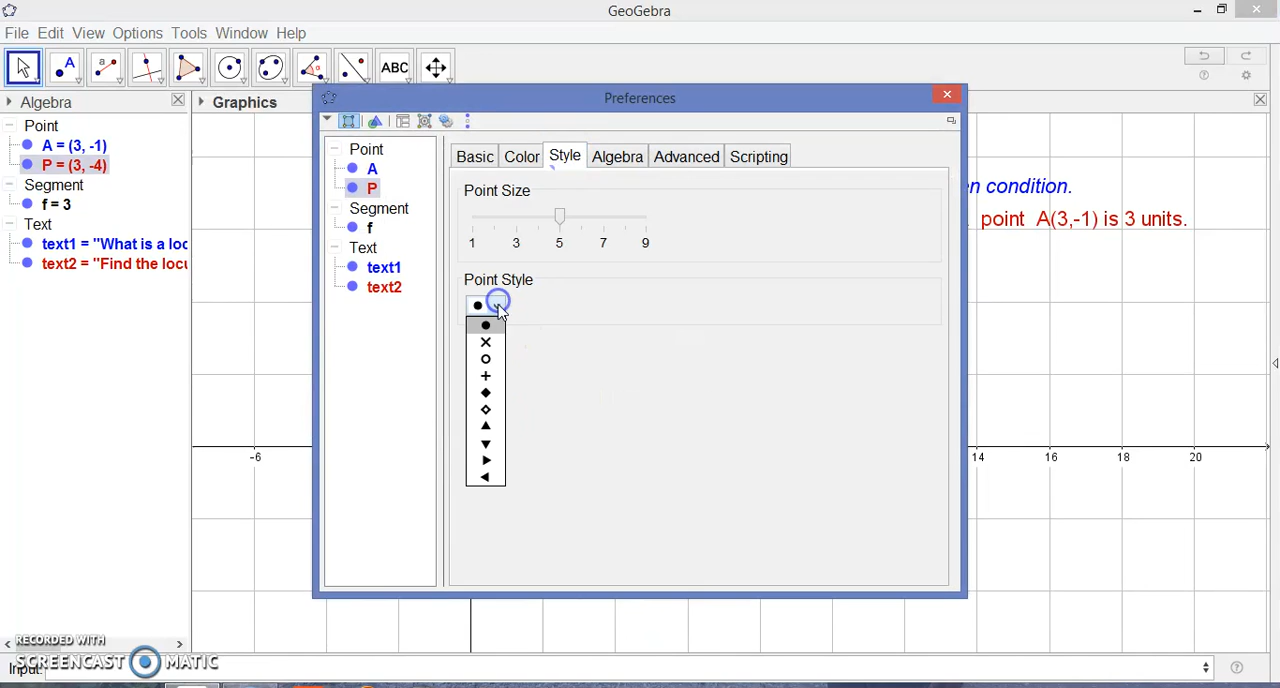 GeoGebra
File Edit View Options Tools Window Help
A
a
ABC
Algebra
Graphics
Preferences
Point
A = (3, -1)
P = (3, -4)
Segment
f = 3
Text
text1 = "What is a loc
text2 = "Find the locu
Point
A
P
Segment
f
Text
text1
text2
Basic Color Style Algebra Advanced Scripting
Point Size
1 3 5 7 9
Point Style
en condition.
point A(3,-1) is 3 units.
-6 14 16 18 20
RECORDED WITH
SCREENCAST MATIC
Input: